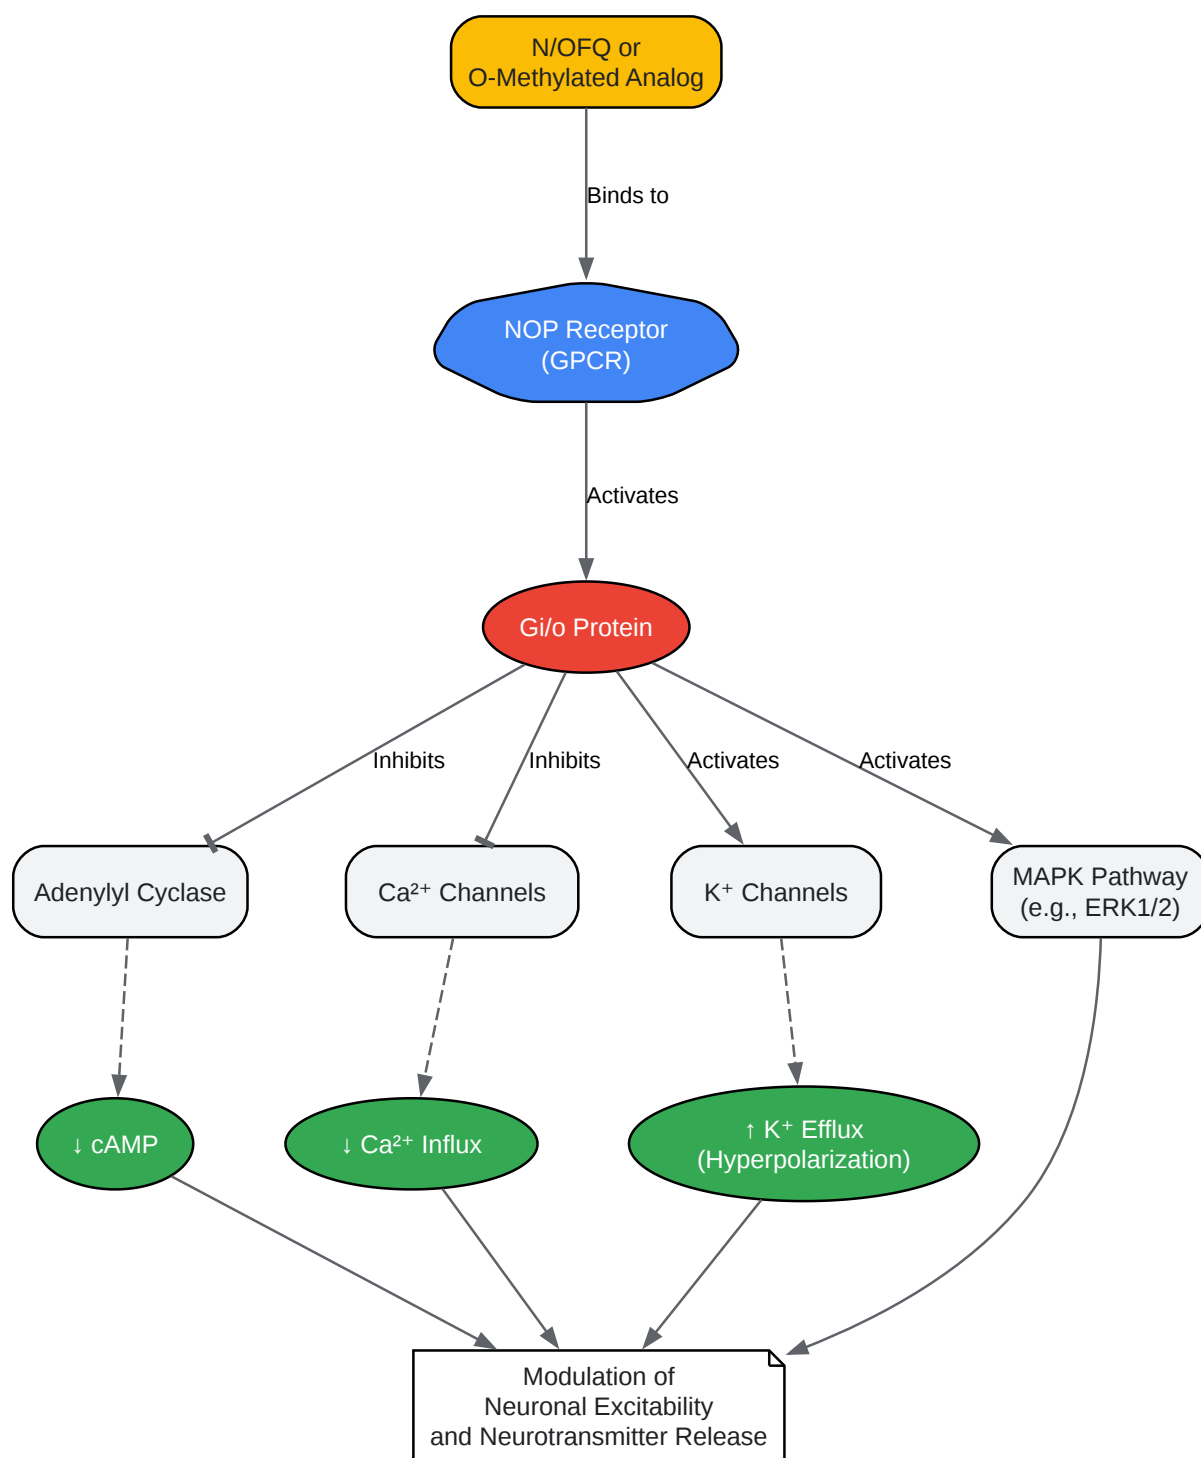 N/OFQ or
O-Methylated Analog
Binds to
NOP Receptor
(GPCR)
Activates
Gi/o Protein
Inhibits
Inhibits
Activates
Activates
Adenylyl Cyclase
Ca²⁺ Channels
K⁺ Channels
MAPK Pathway
(e.g., ERK1/2)
↓ cAMP
↓ Ca²⁺ Influx
↑ K⁺ Efflux
(Hyperpolarization)
Modulation of
Neuronal Excitability
and Neurotransmitter Release